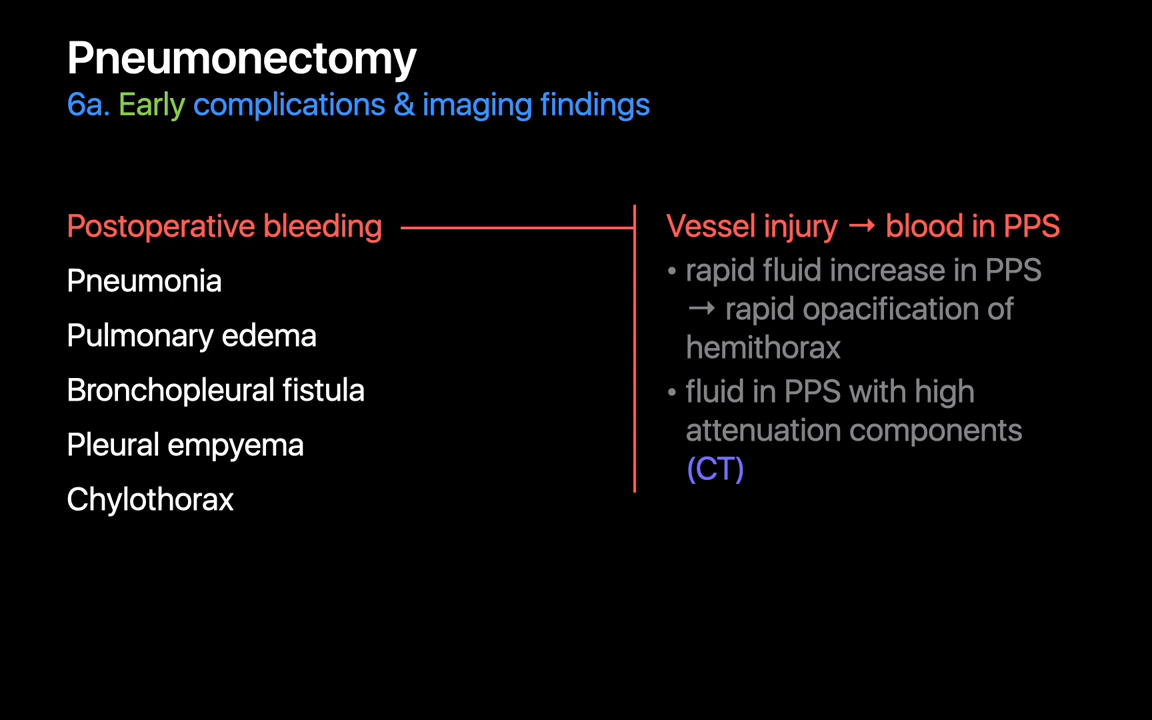 Pneumonectomy
6a. Early complications & imaging findings
Postoperative bleeding
Pneumonia
Pulmonary edema
Bronchopleural fistula
Pleural empyema
Chylothorax
Vessel injury → blood in PPS
• rapid fluid increase in PPS
→ rapid opacification of
hemithorax
• fluid in PPS with high
attenuation components
(CT)